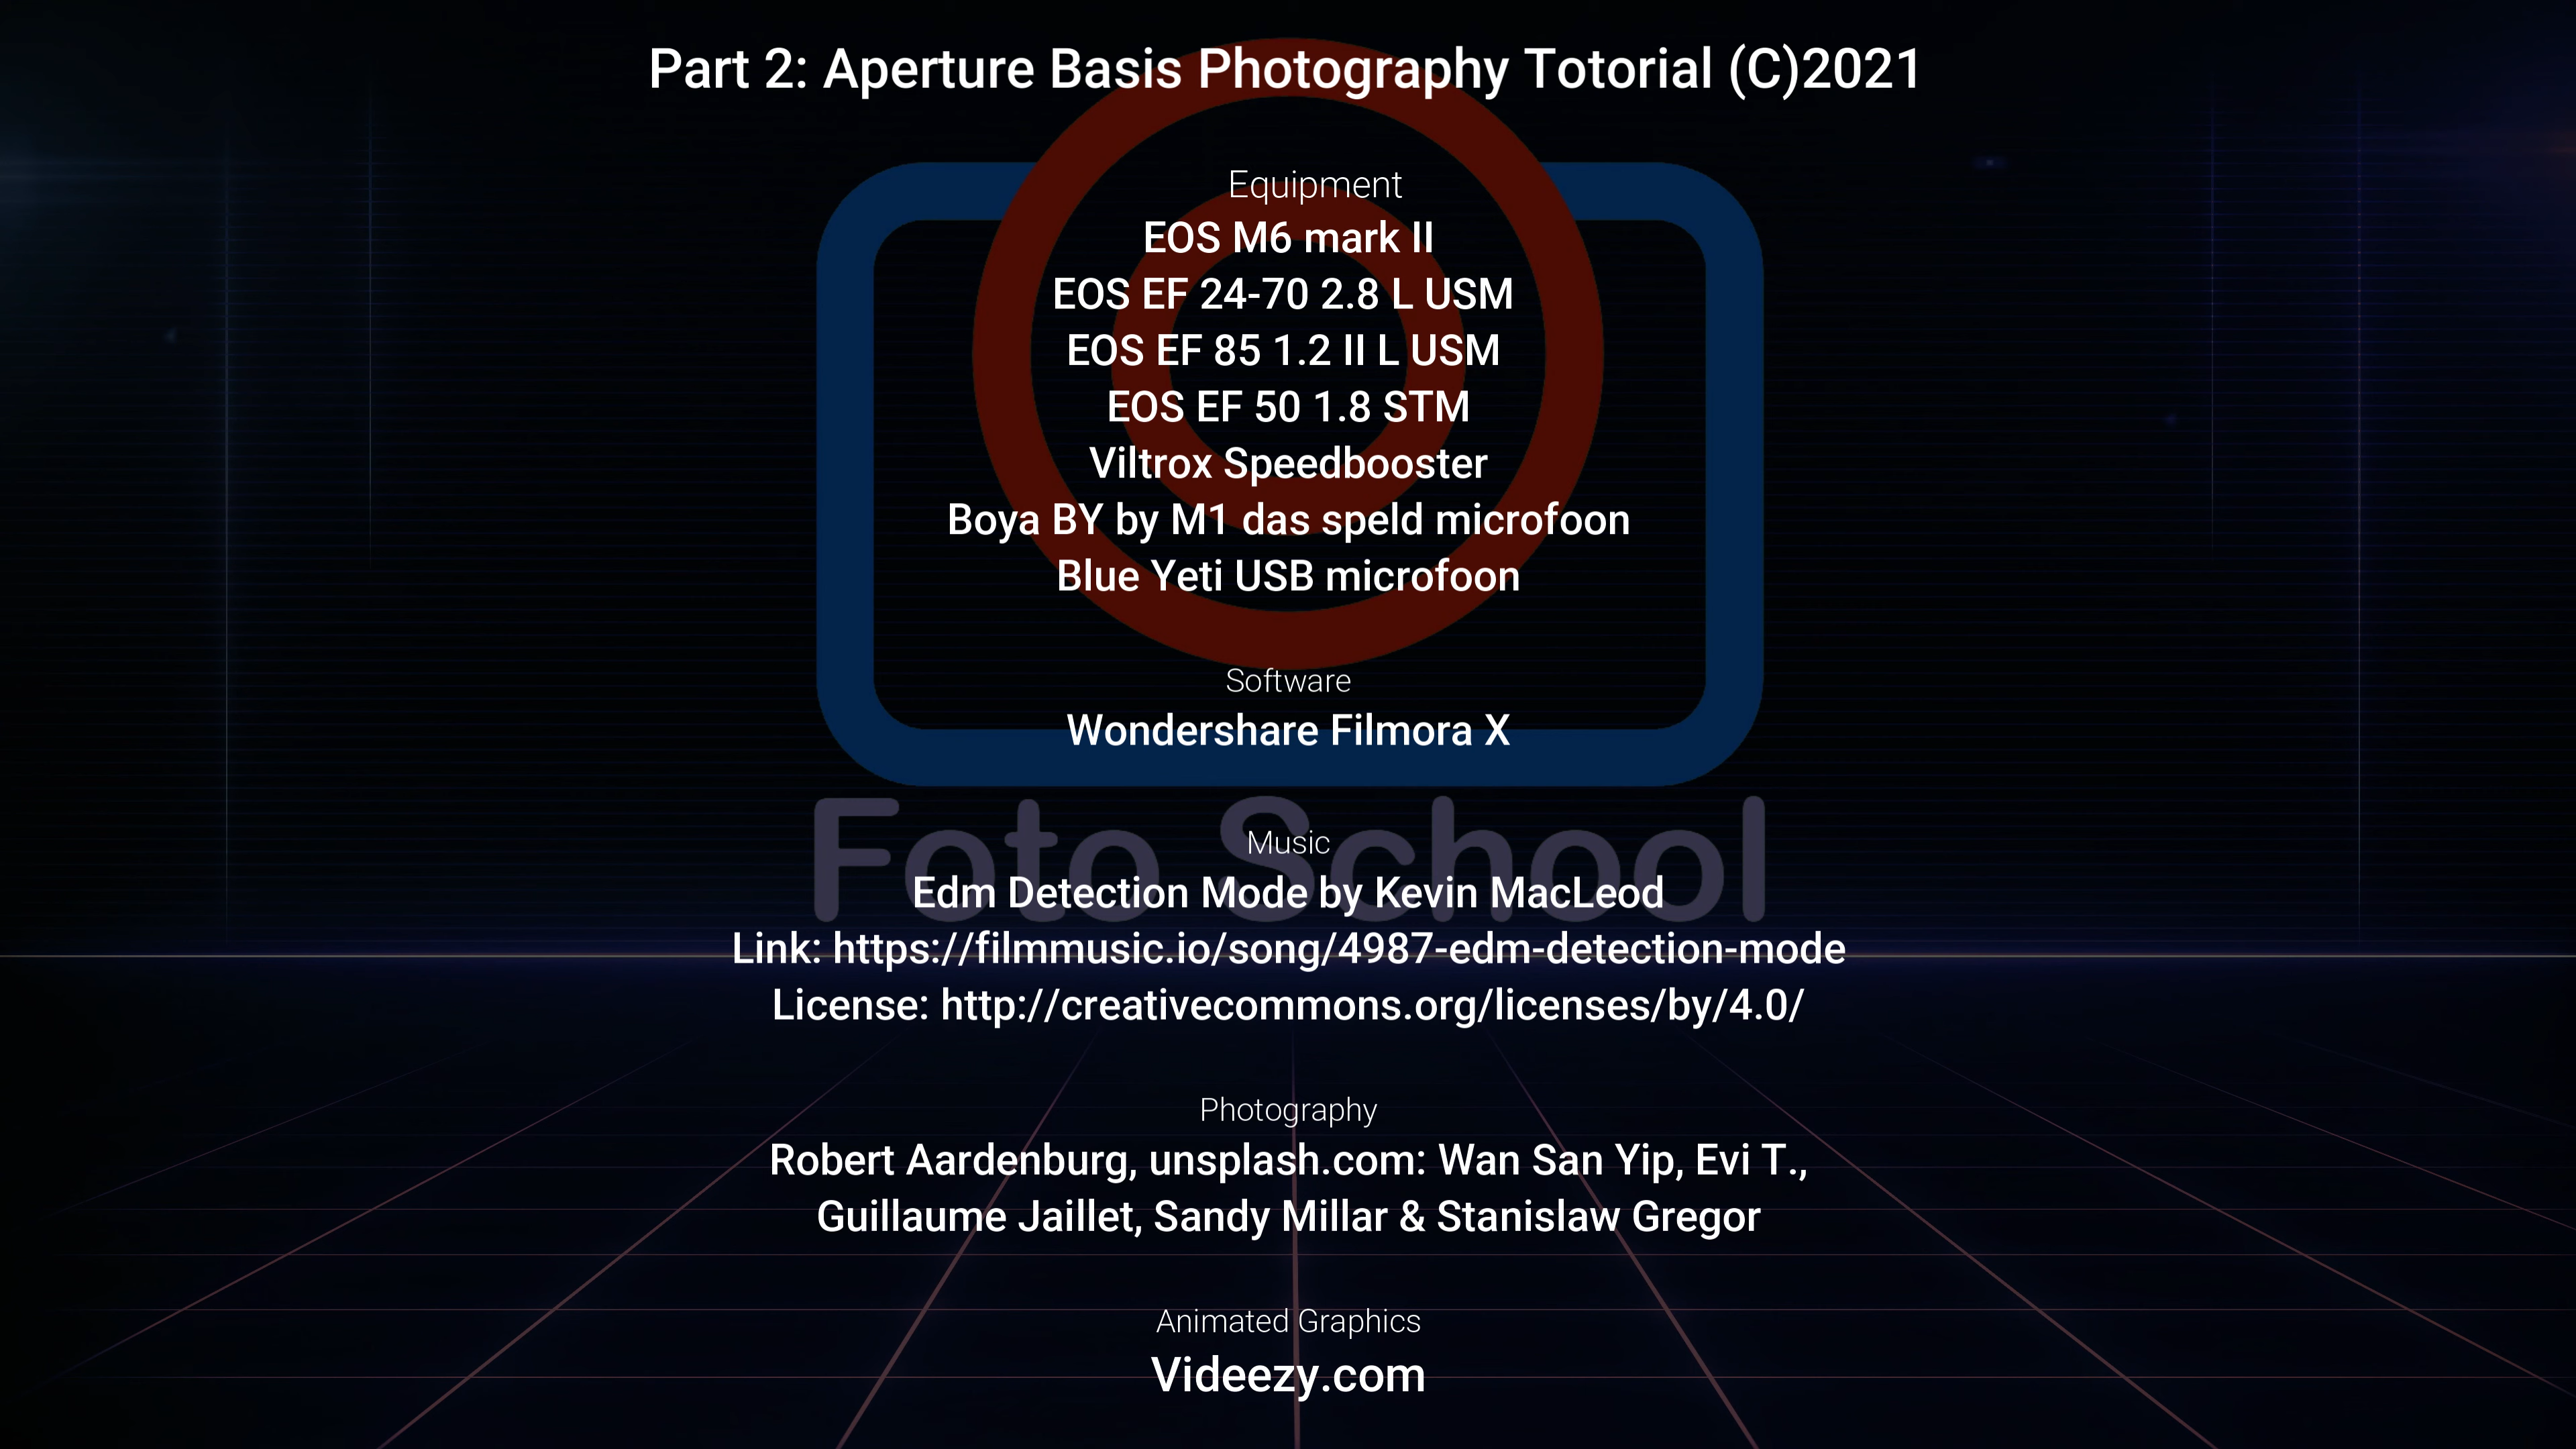 Part 2: Aperture Basis Photography Totorial (C)2021
Equipment
EOS M6 mark II
EOS EF 24-70 2.8 L USM
EOS EF 85 1.2 II L USM
EOS EF 50 1.8 STM
Viltrox Speedbooster
Boya BY by M1 das speld microfoon
Blue Yeti USB microfoon
Software
Wondershare Filmora X
Foto School
Music
Edm Detection Mode by Kevin MacLeod
Link: https://filmmusic.io/song/4987-edm-detection-mode
License: http://creativecommons.org/licenses/by/4.0/
Photography
Robert Aardenburg, unsplash.com: Wan San Yip, Evi T.,
Guillaume Jaillet, Sandy Millar & Stanislaw Gregor
Animated Graphics
Videezy.com